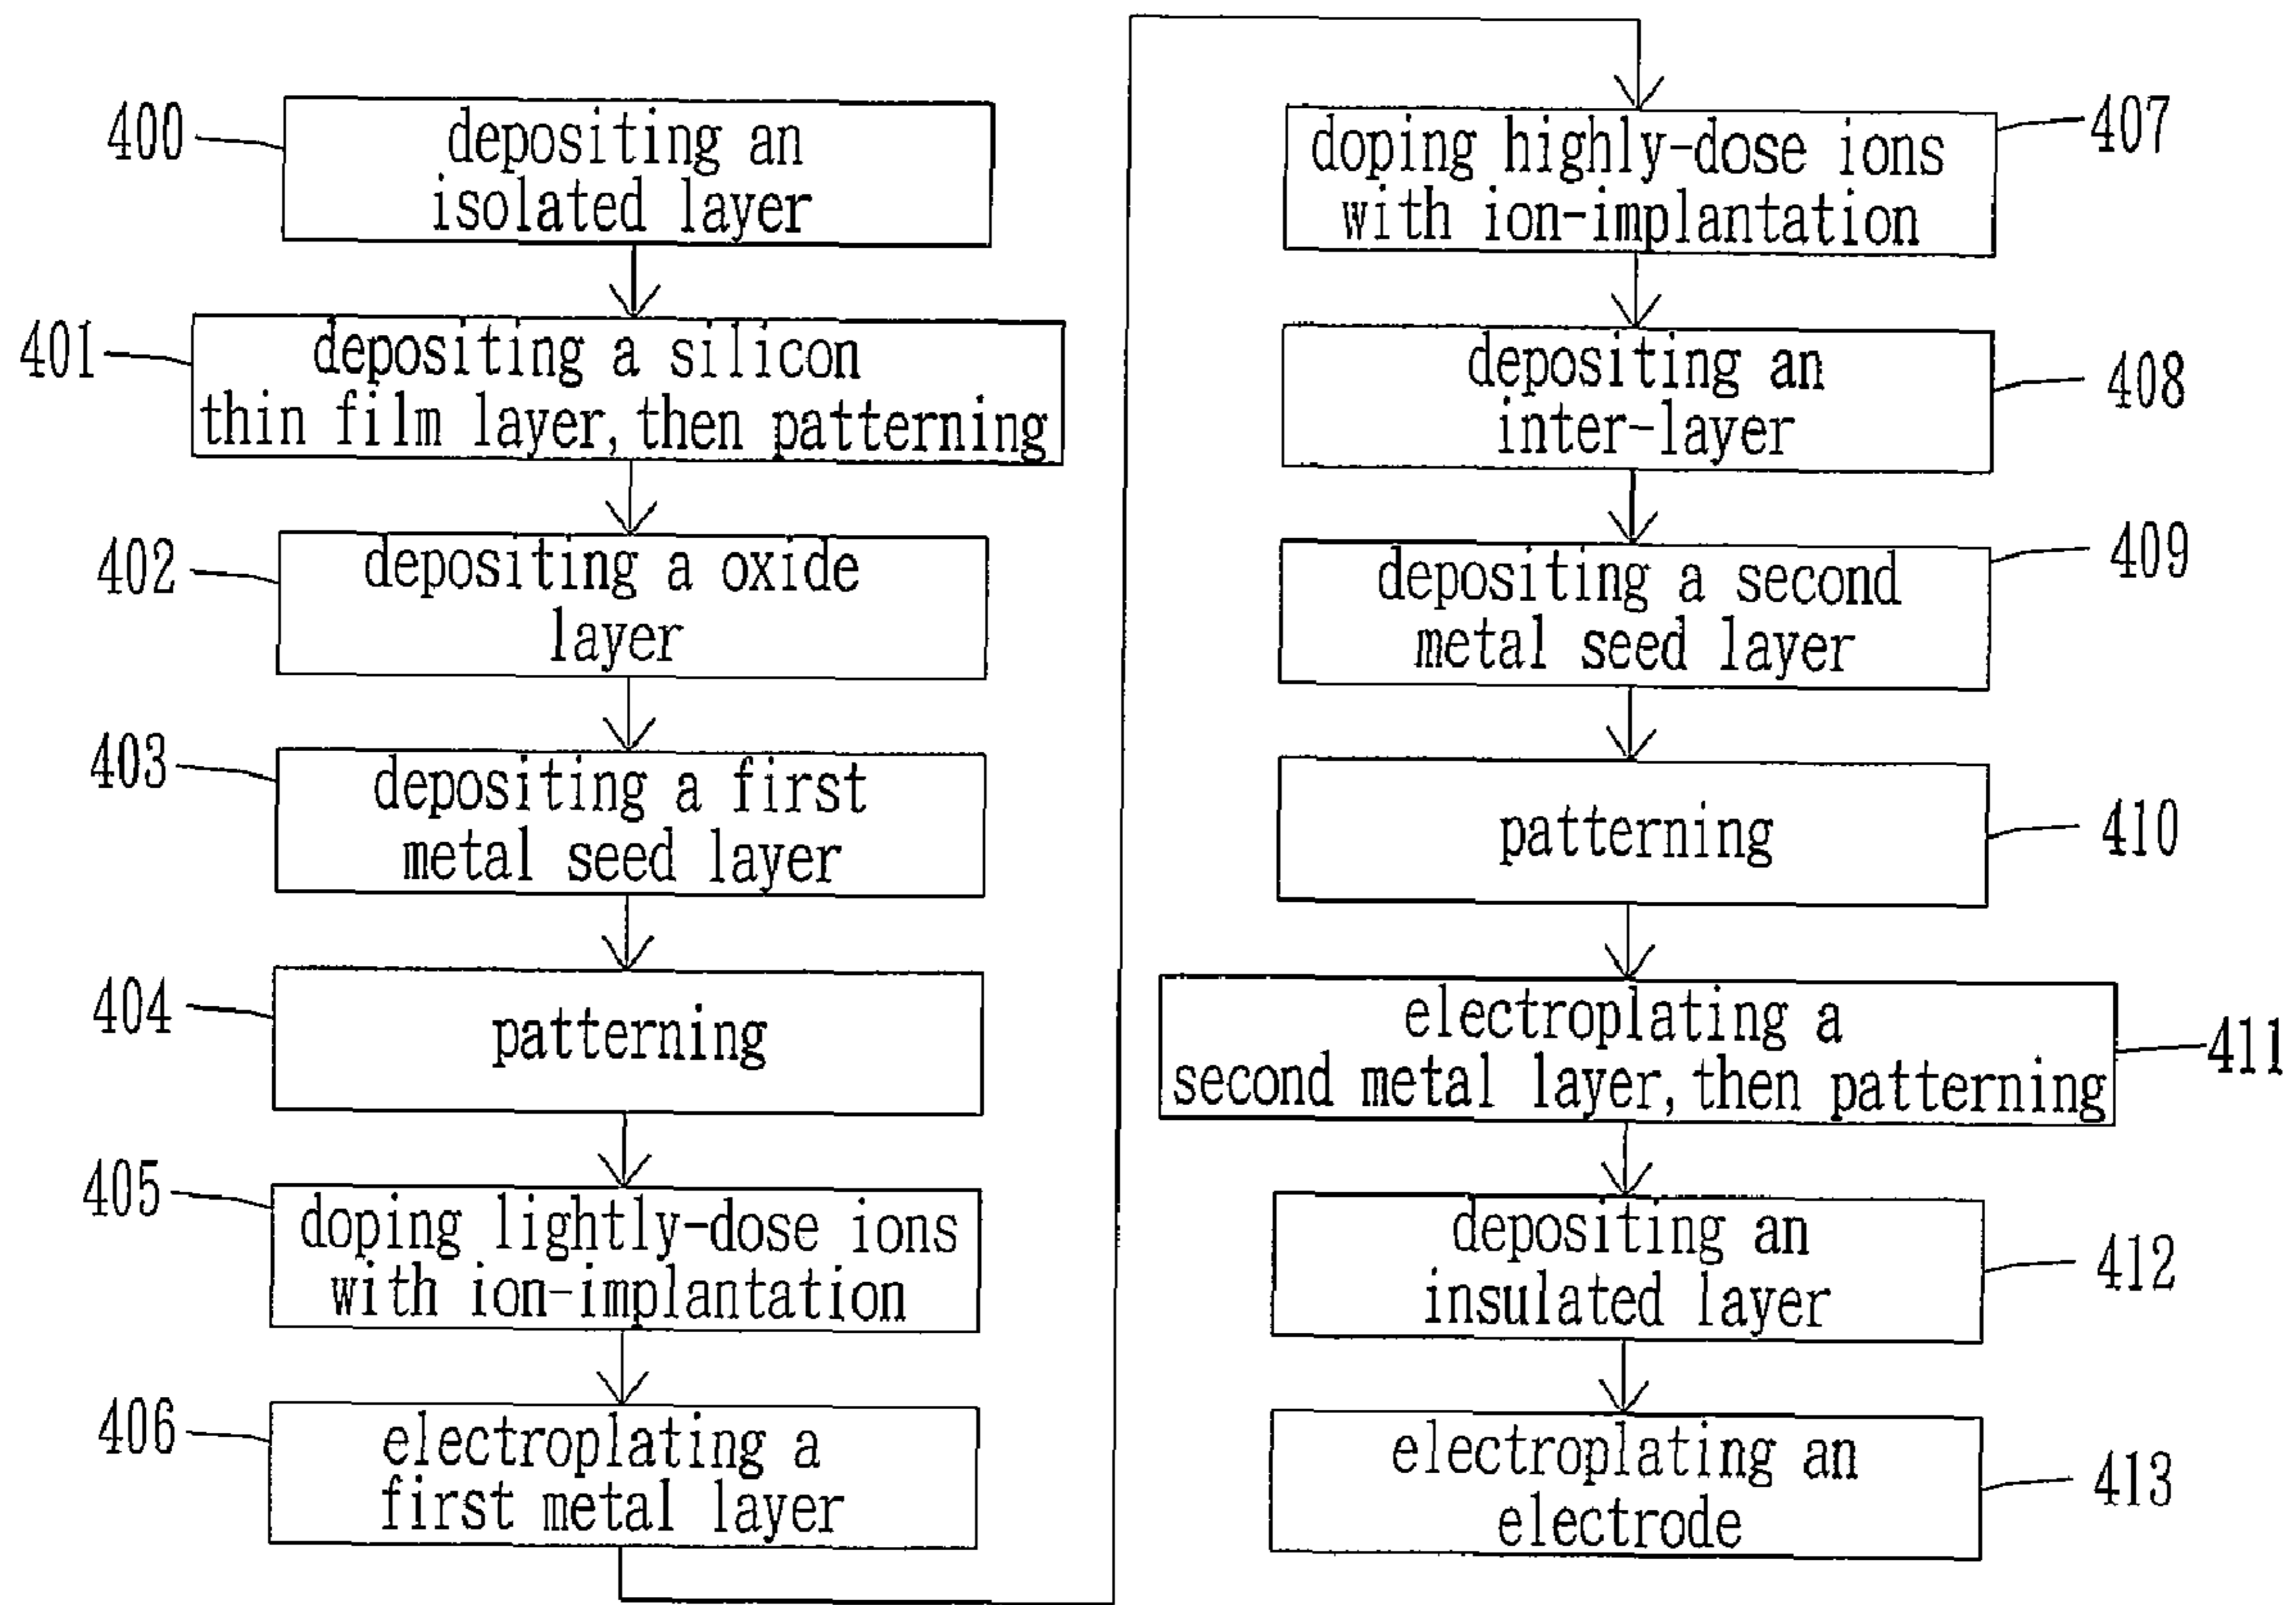 400
depositing an
isolated layer
401
depositing a silicon
thin film layer, then patterning
402
depositing a oxide
layer
403
depositing a first
metal seed layer
404
patterning
405
doping lightly-dose ions
with ion-implantation
406
electroplating a
first metal layer
407
doping highly-dose ions
with ion-implantation
408
depositing an
inter-layer
409
depositing a second
metal seed layer
410
patterning
411
electroplating a
second metal layer, then patterning
412
depositing an
insulated layer
413
electroplating an
electrode